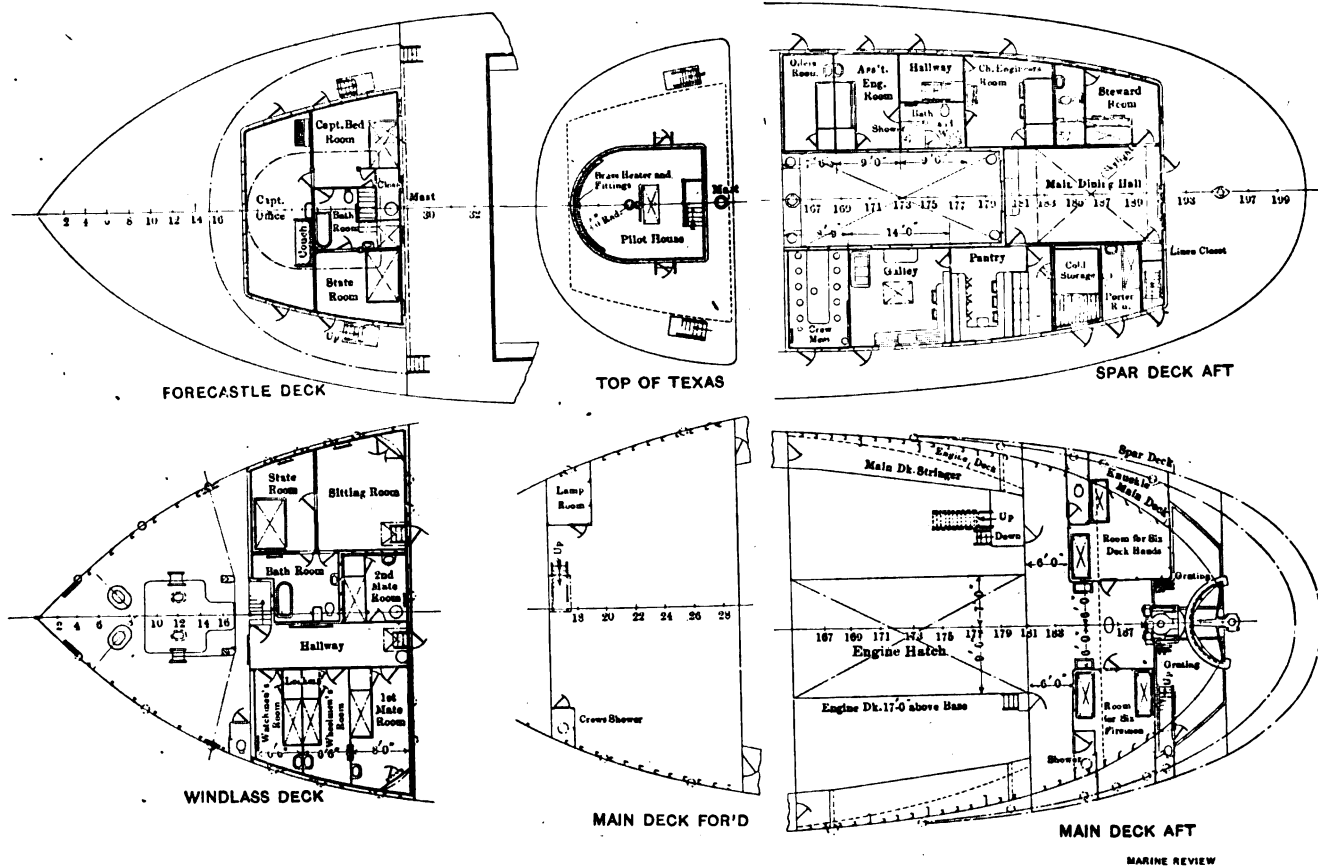 Capt. Bed
Room
Capt.
Office
Bath
Room
Couch
State
Room
Up
Mast
2 4 6 8 10 12 14 16
30 32
FORECASTLE DECK
Brass Heater and
Fittings
Pilot House
Mast
TOP OF TEXAS
Oilers
Room
Ass't.
Eng.
Room
Hallway
Bath
Shower
Ch. Engineers
Room
Steward
Room
Skylight
Main Dining Hall
9'0" 9'0"
167 169 171 173 175 177 179 181 183 185 187 189 193 197 199
14'0"
Crew
Mess
Galley
Pantry
Cold
Storage
Porter
Rm.
Linen Closet
SPAR DECK AFT
State
Room
Sitting Room
Bath Room
2nd
Mate
Room
2 4 6 10 12 14 16
Hallway
Watchmen's
Room
Wheelmen's
Room
1st
Mate
Room
8'0"
WINDLASS DECK
Lamp
Room
Up
18 20 22 24 26 28
Crews Shower
MAIN DECK FOR'D
Engine Deck
Main Dk. Stringer
Spar Deck
Knuckle
Main Deck
Up
Down
Room for Six
Deck Hands
6'0"
Grating
167 169 171 173 175 177 179 181 183 187
Engine Hatch
Grating
6'0"
Up
Engine Dk. 17'0" above Base
Room
for Six
Firemen
Shower
MAIN DECK AFT
MARINE REVIEW